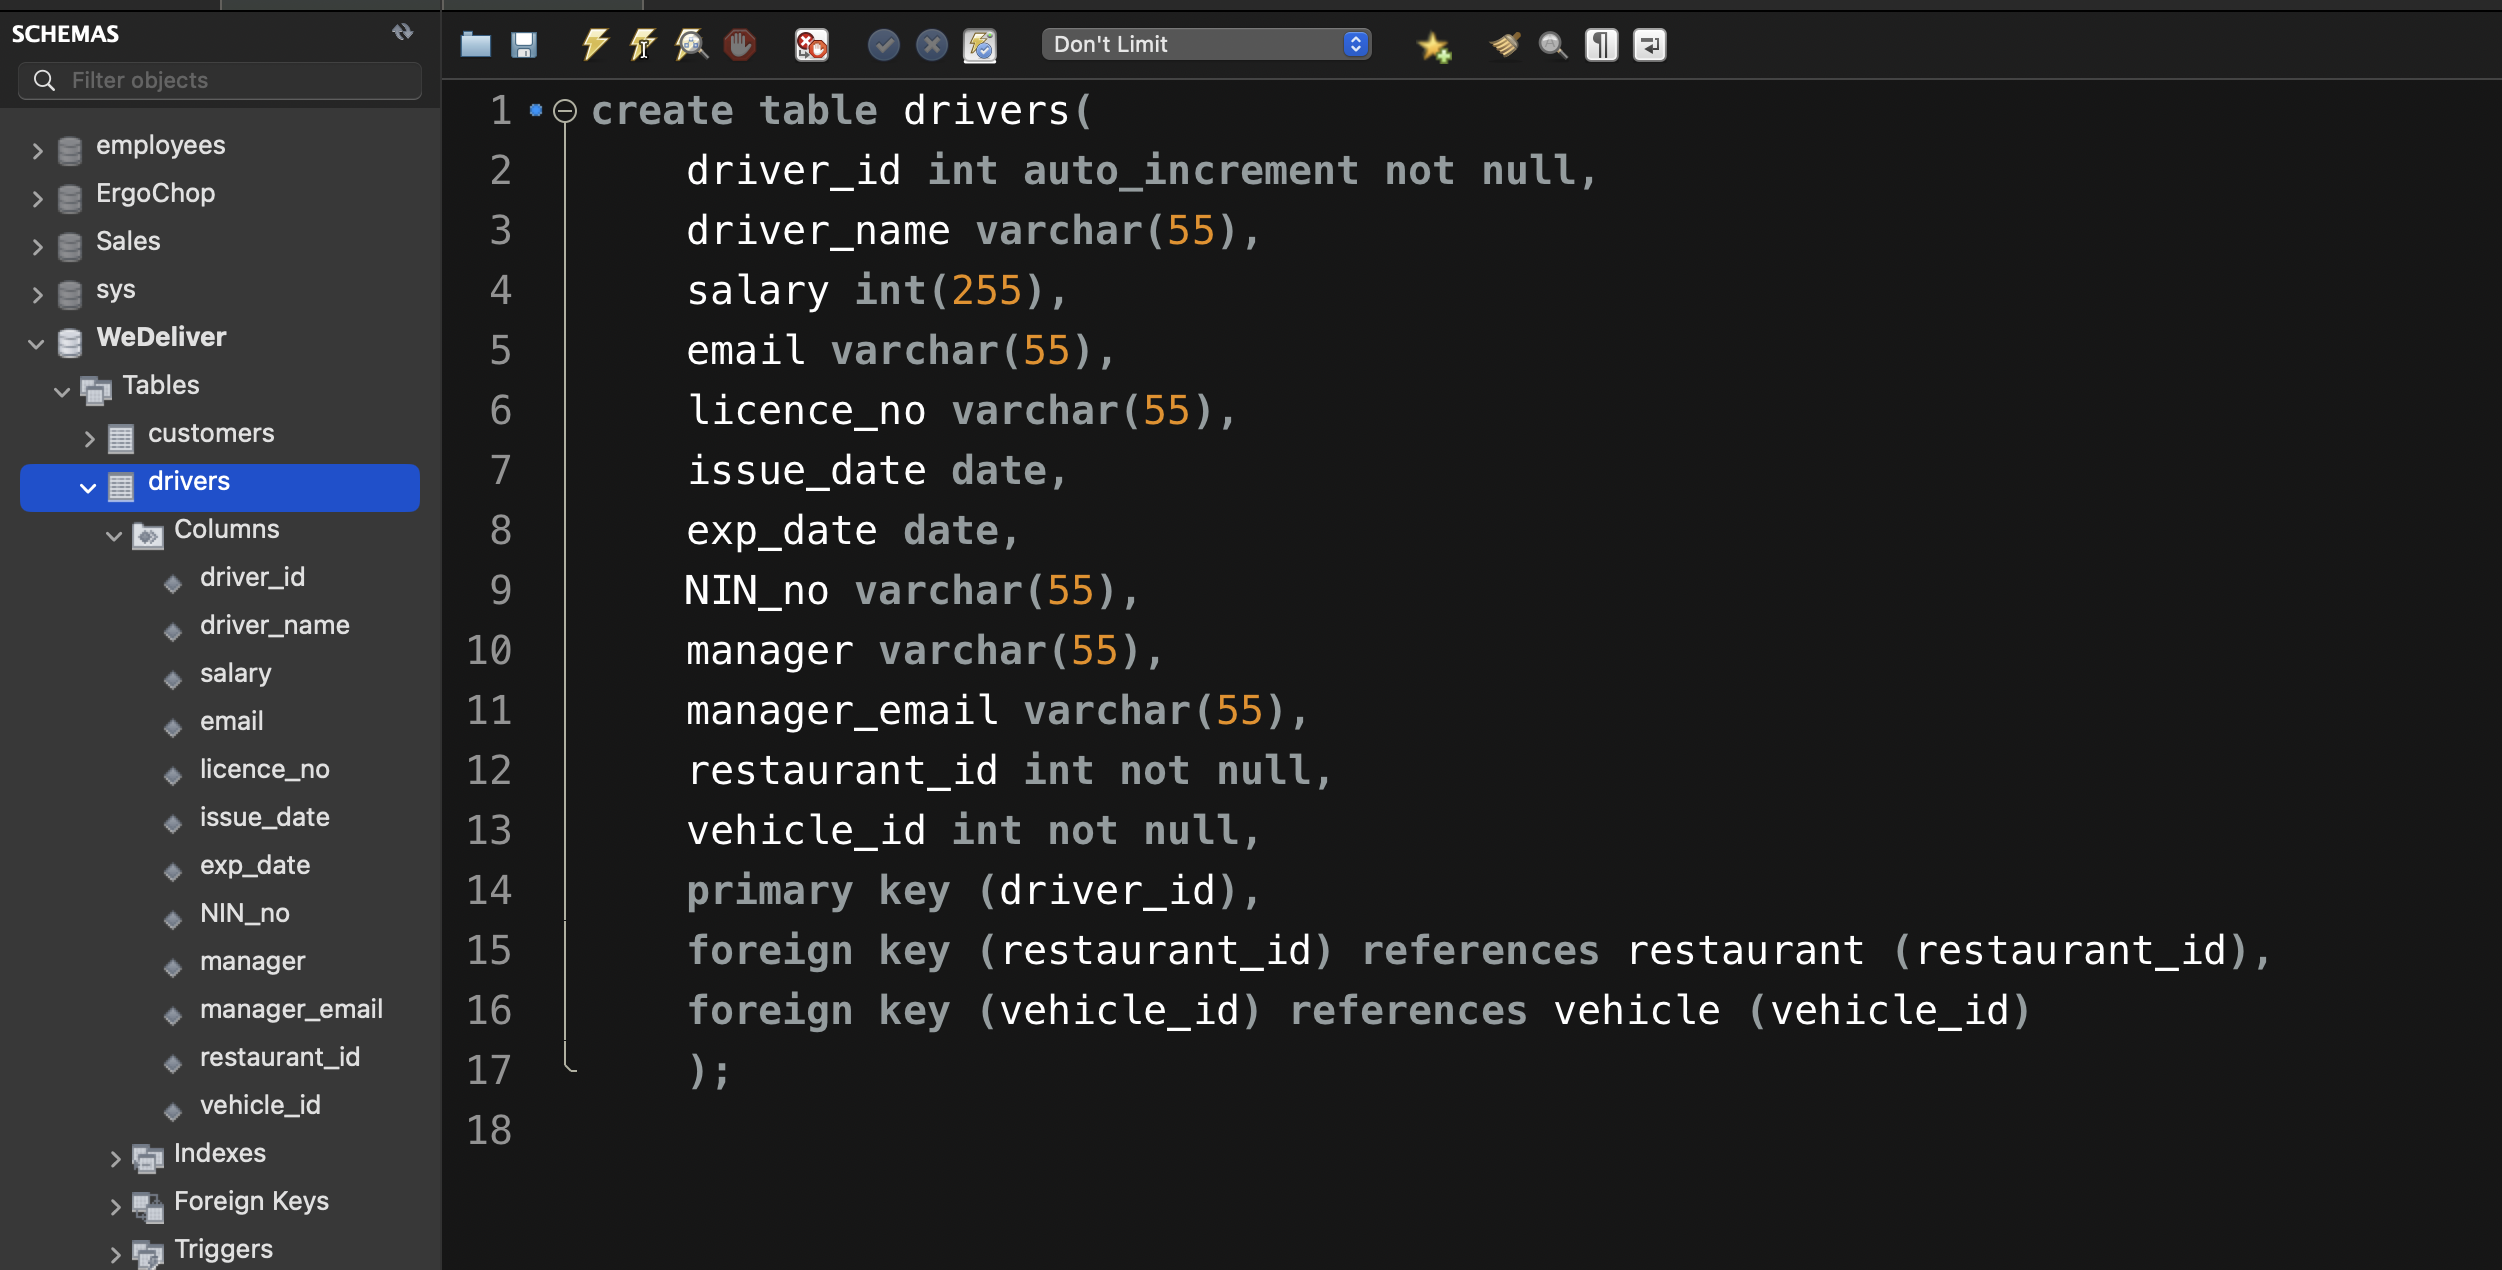 SCHEMAS
Filter objects
employees
ErgoChop
Sales
sys
WeDeliver
Tables
customers
drivers
Columns
driver_id
driver_name
salary
email
licence_no
issue_date
exp_date
NIN_no
manager
manager_email
restaurant_id
vehicle_id
Indexes
Foreign Keys
Triggers
Don't Limit
1 create table drivers(
2 driver_id int auto_increment not null,
3 driver_name varchar(55),
4 salary int(255),
5 email varchar(55),
6 licence_no varchar(55),
7 issue_date date,
8 exp_date date,
9 NIN_no varchar(55),
10 manager varchar(55),
11 manager_email varchar(55),
12 restaurant_id int not null,
13 vehicle_id int not null,
14 primary key (driver_id),
15 foreign key (restaurant_id) references restaurant (restaurant_id),
16 foreign key (vehicle_id) references vehicle (vehicle_id)
17 );
18